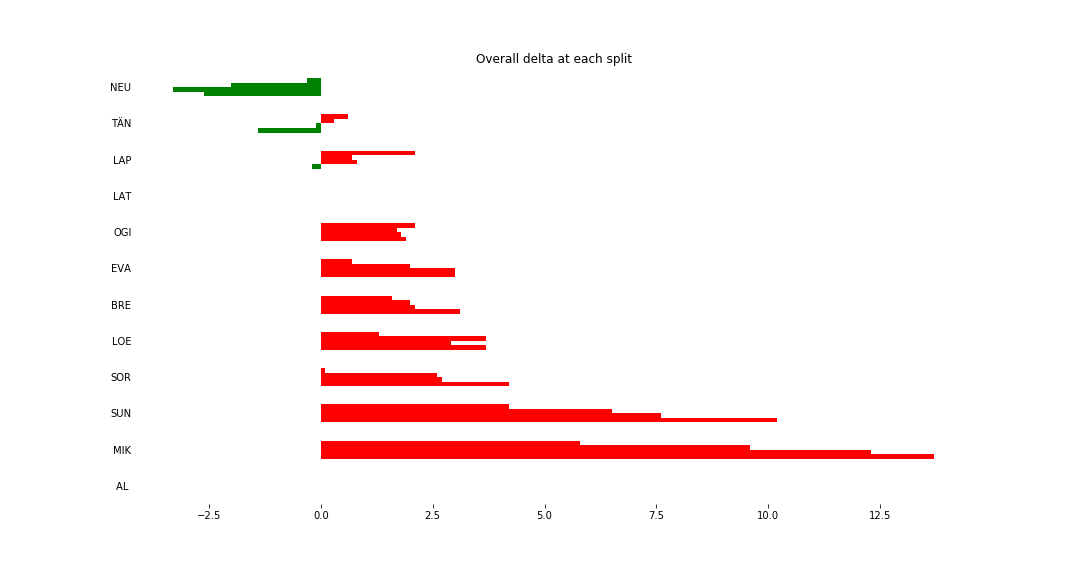 Overall delta at each split
NEU
TÄN
LAP
LAT
OGI
EVA
BRE
LOE
SOR
SUN
MIK
AL
−2.5 0.0 2.5 5.0 7.5 10.0 12.5